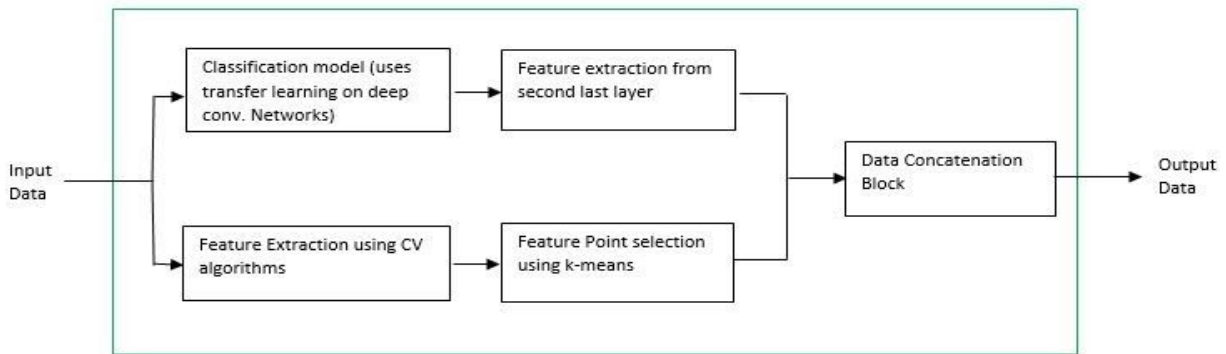 Input
Data
Classification model (uses
transfer learning on deep
conv. Networks)
Feature extraction from
second last layer
Feature Extraction using CV
algorithms
Feature Point selection
using k-means
Data Concatenation
Block
Output
Data